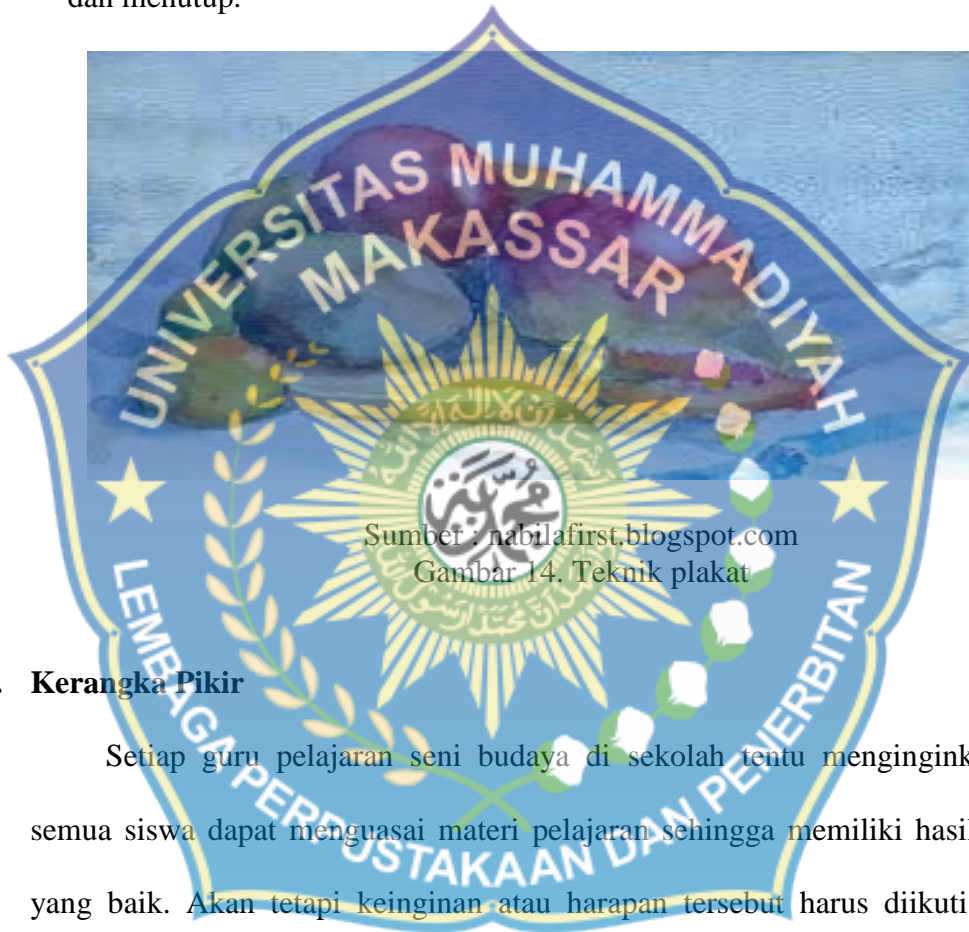 dan menutup.
UNIVERSITAS MUHAMMADIYAH
MAKASSAR
Sumber : nabilafirst.blogspot.com
Gambar 14. Teknik plakat
Kerangka Pikir
Setiap guru pelajaran seni budaya di sekolah tentu mengingink
semua siswa dapat menguasai materi pelajaran sehingga memiliki hasil
yang baik. Akan tetapi keinginan atau harapan tersebut harus diikuti
LEMBAGA PERPUSTAKAAN DAN PENERBITAN